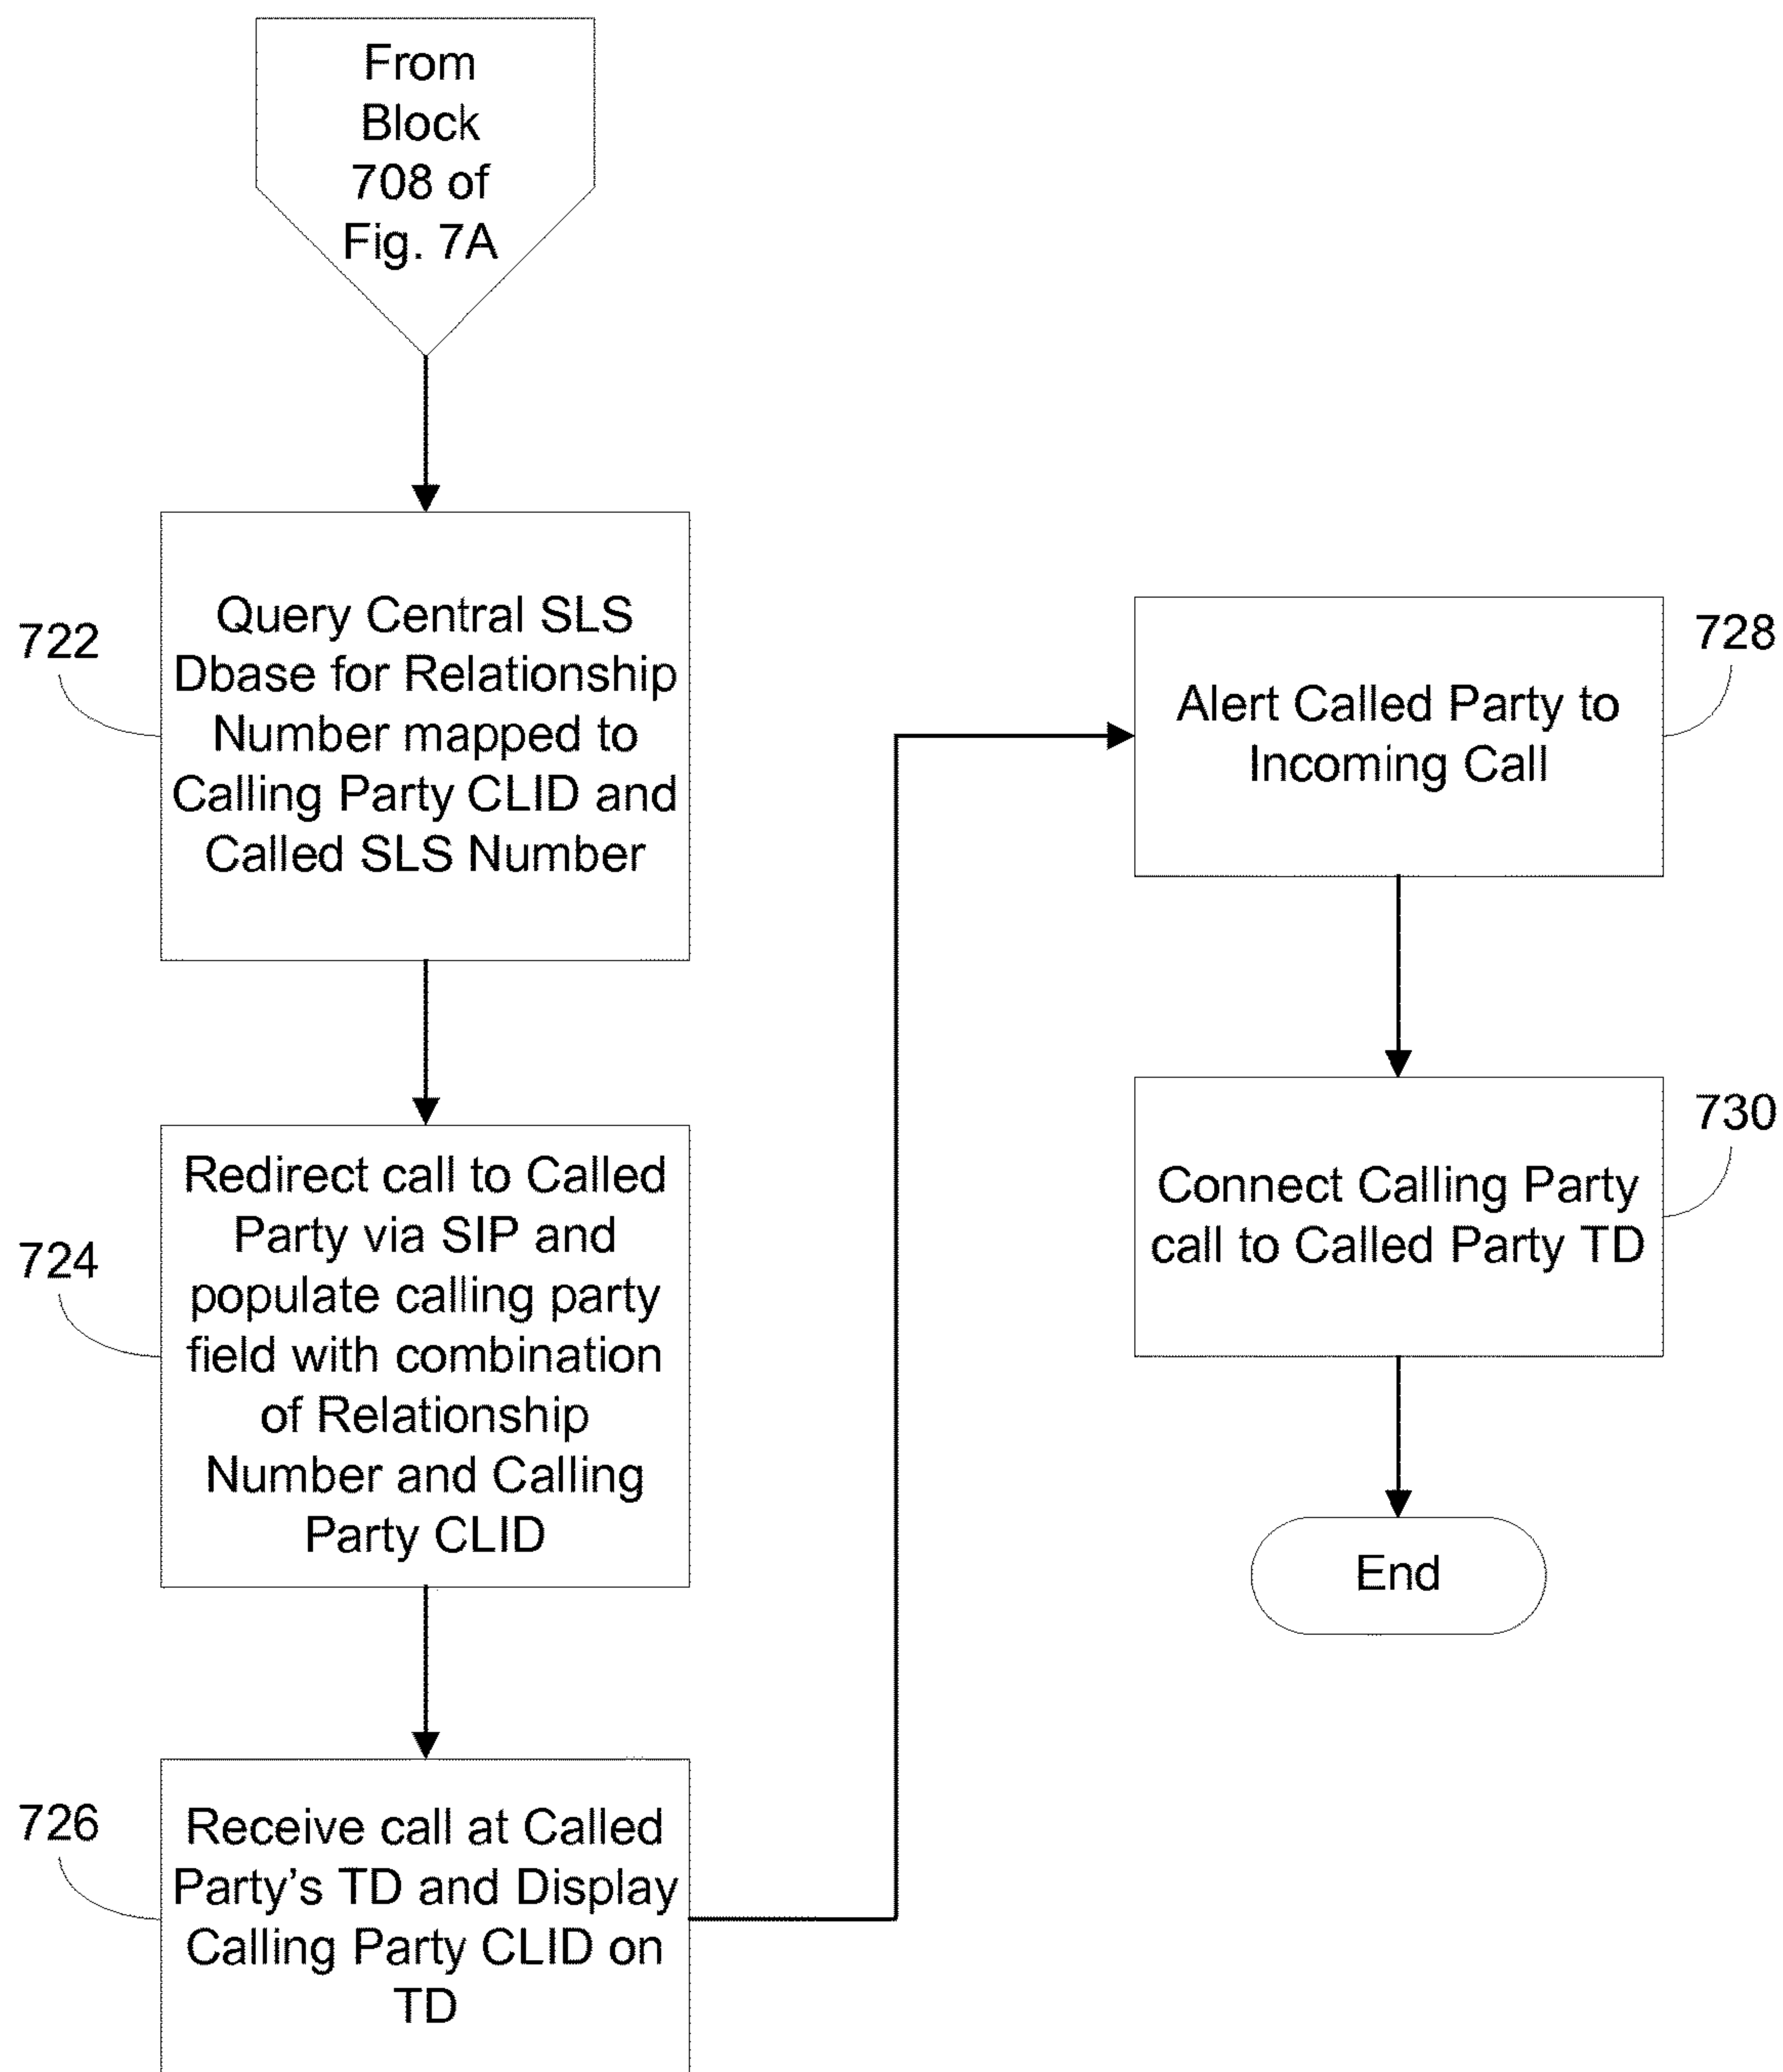 From
Block
708 of
Fig. 7A
722
Query Central SLS
Dbase for Relationship
Number mapped to
Calling Party CLID and
Called SLS Number
724
Redirect call to Called
Party via SIP and
populate calling party
field with combination
of Relationship
Number and Calling
Party CLID
726
Receive call at Called
Party's TD and Display
Calling Party CLID on
TD
728
Alert Called Party to
Incoming Call
730
Connect Calling Party
call to Called Party TD
End